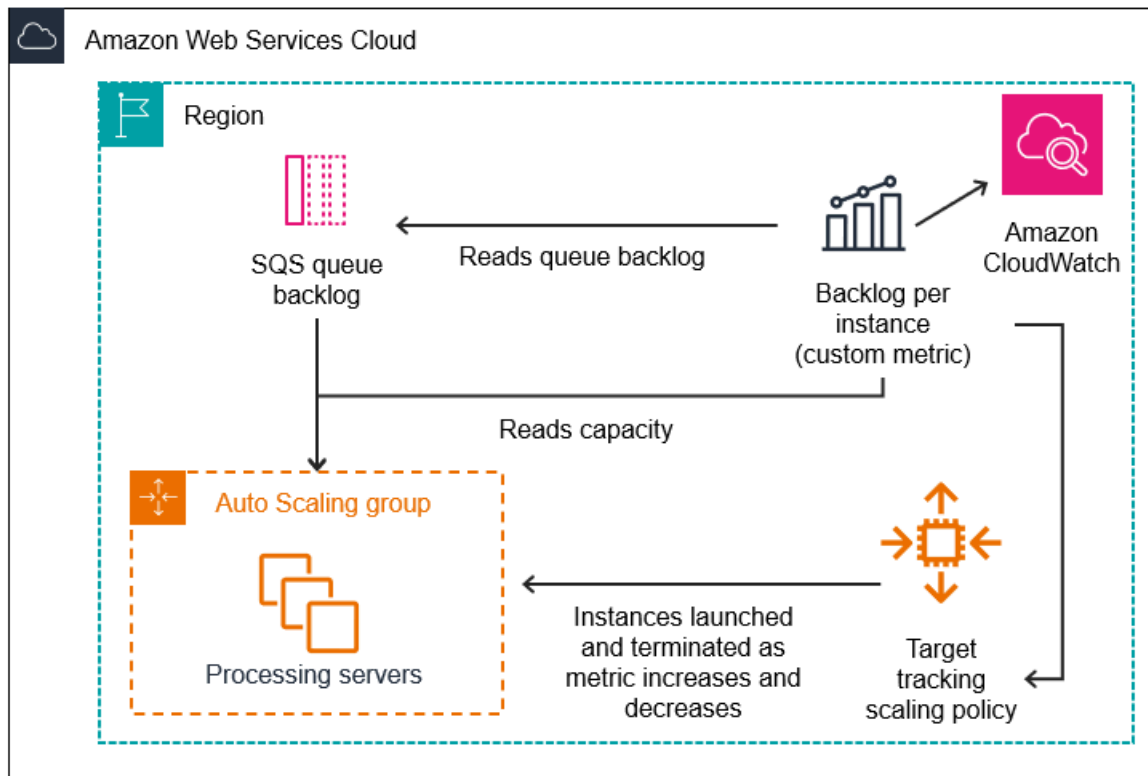 Amazon Web Services Cloud
Region
Reads queue backlog
SQS queue
backlog
Amazon
CloudWatch
Backlog per
instance
(custom metric)
Reads capacity
Auto Scaling group
Processing servers
Instances launched
and terminated as
metric increases and
decreases
Target
tracking
scaling policy